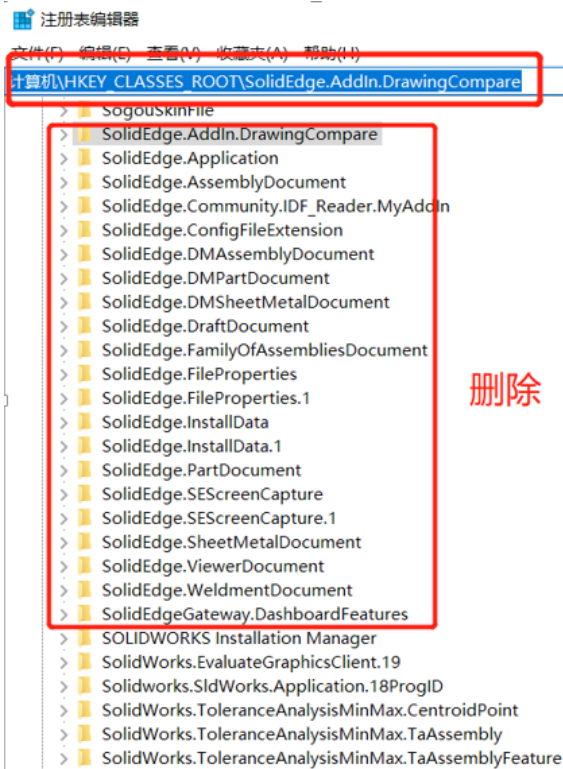 注册表编辑器
文件(F) 编辑(E) 查看(V) 收藏夹(A) 帮助(H)
计算机\HKEY_CLASSES_ROOT\SolidEdge.AddIn.DrawingCompare
SogouSkinFile
SolidEdge.AddIn.DrawingCompare
SolidEdge.Application
SolidEdge.AssemblyDocument
SolidEdge.Community.IDF_Reader.MyAddIn
SolidEdge.ConfigFileExtension
SolidEdge.DMAssemblyDocument
SolidEdge.DMPartDocument
SolidEdge.DMSheetMetalDocument
SolidEdge.DraftDocument
SolidEdge.FamilyOfAssembliesDocument
SolidEdge.FileProperties
SolidEdge.FileProperties.1
删除
SolidEdge.InstallData
SolidEdge.InstallData.1
SolidEdge.PartDocument
SolidEdge.SEScreenCapture
SolidEdge.SEScreenCapture.1
SolidEdge.SheetMetalDocument
SolidEdge.ViewerDocument
SolidEdge.WeldmentDocument
SolidEdgeGateway.DashboardFeatures
SOLIDWORKS Installation Manager
SolidWorks.EvaluateGraphicsClient.19
Solidworks.SldWorks.Application.18ProgID
SolidWorks.ToleranceAnalysisMinMax.CentroidPoint
SolidWorks.ToleranceAnalysisMinMax.TaAssembly
SolidWorks.ToleranceAnalysisMinMax.TaAssemblyFeature